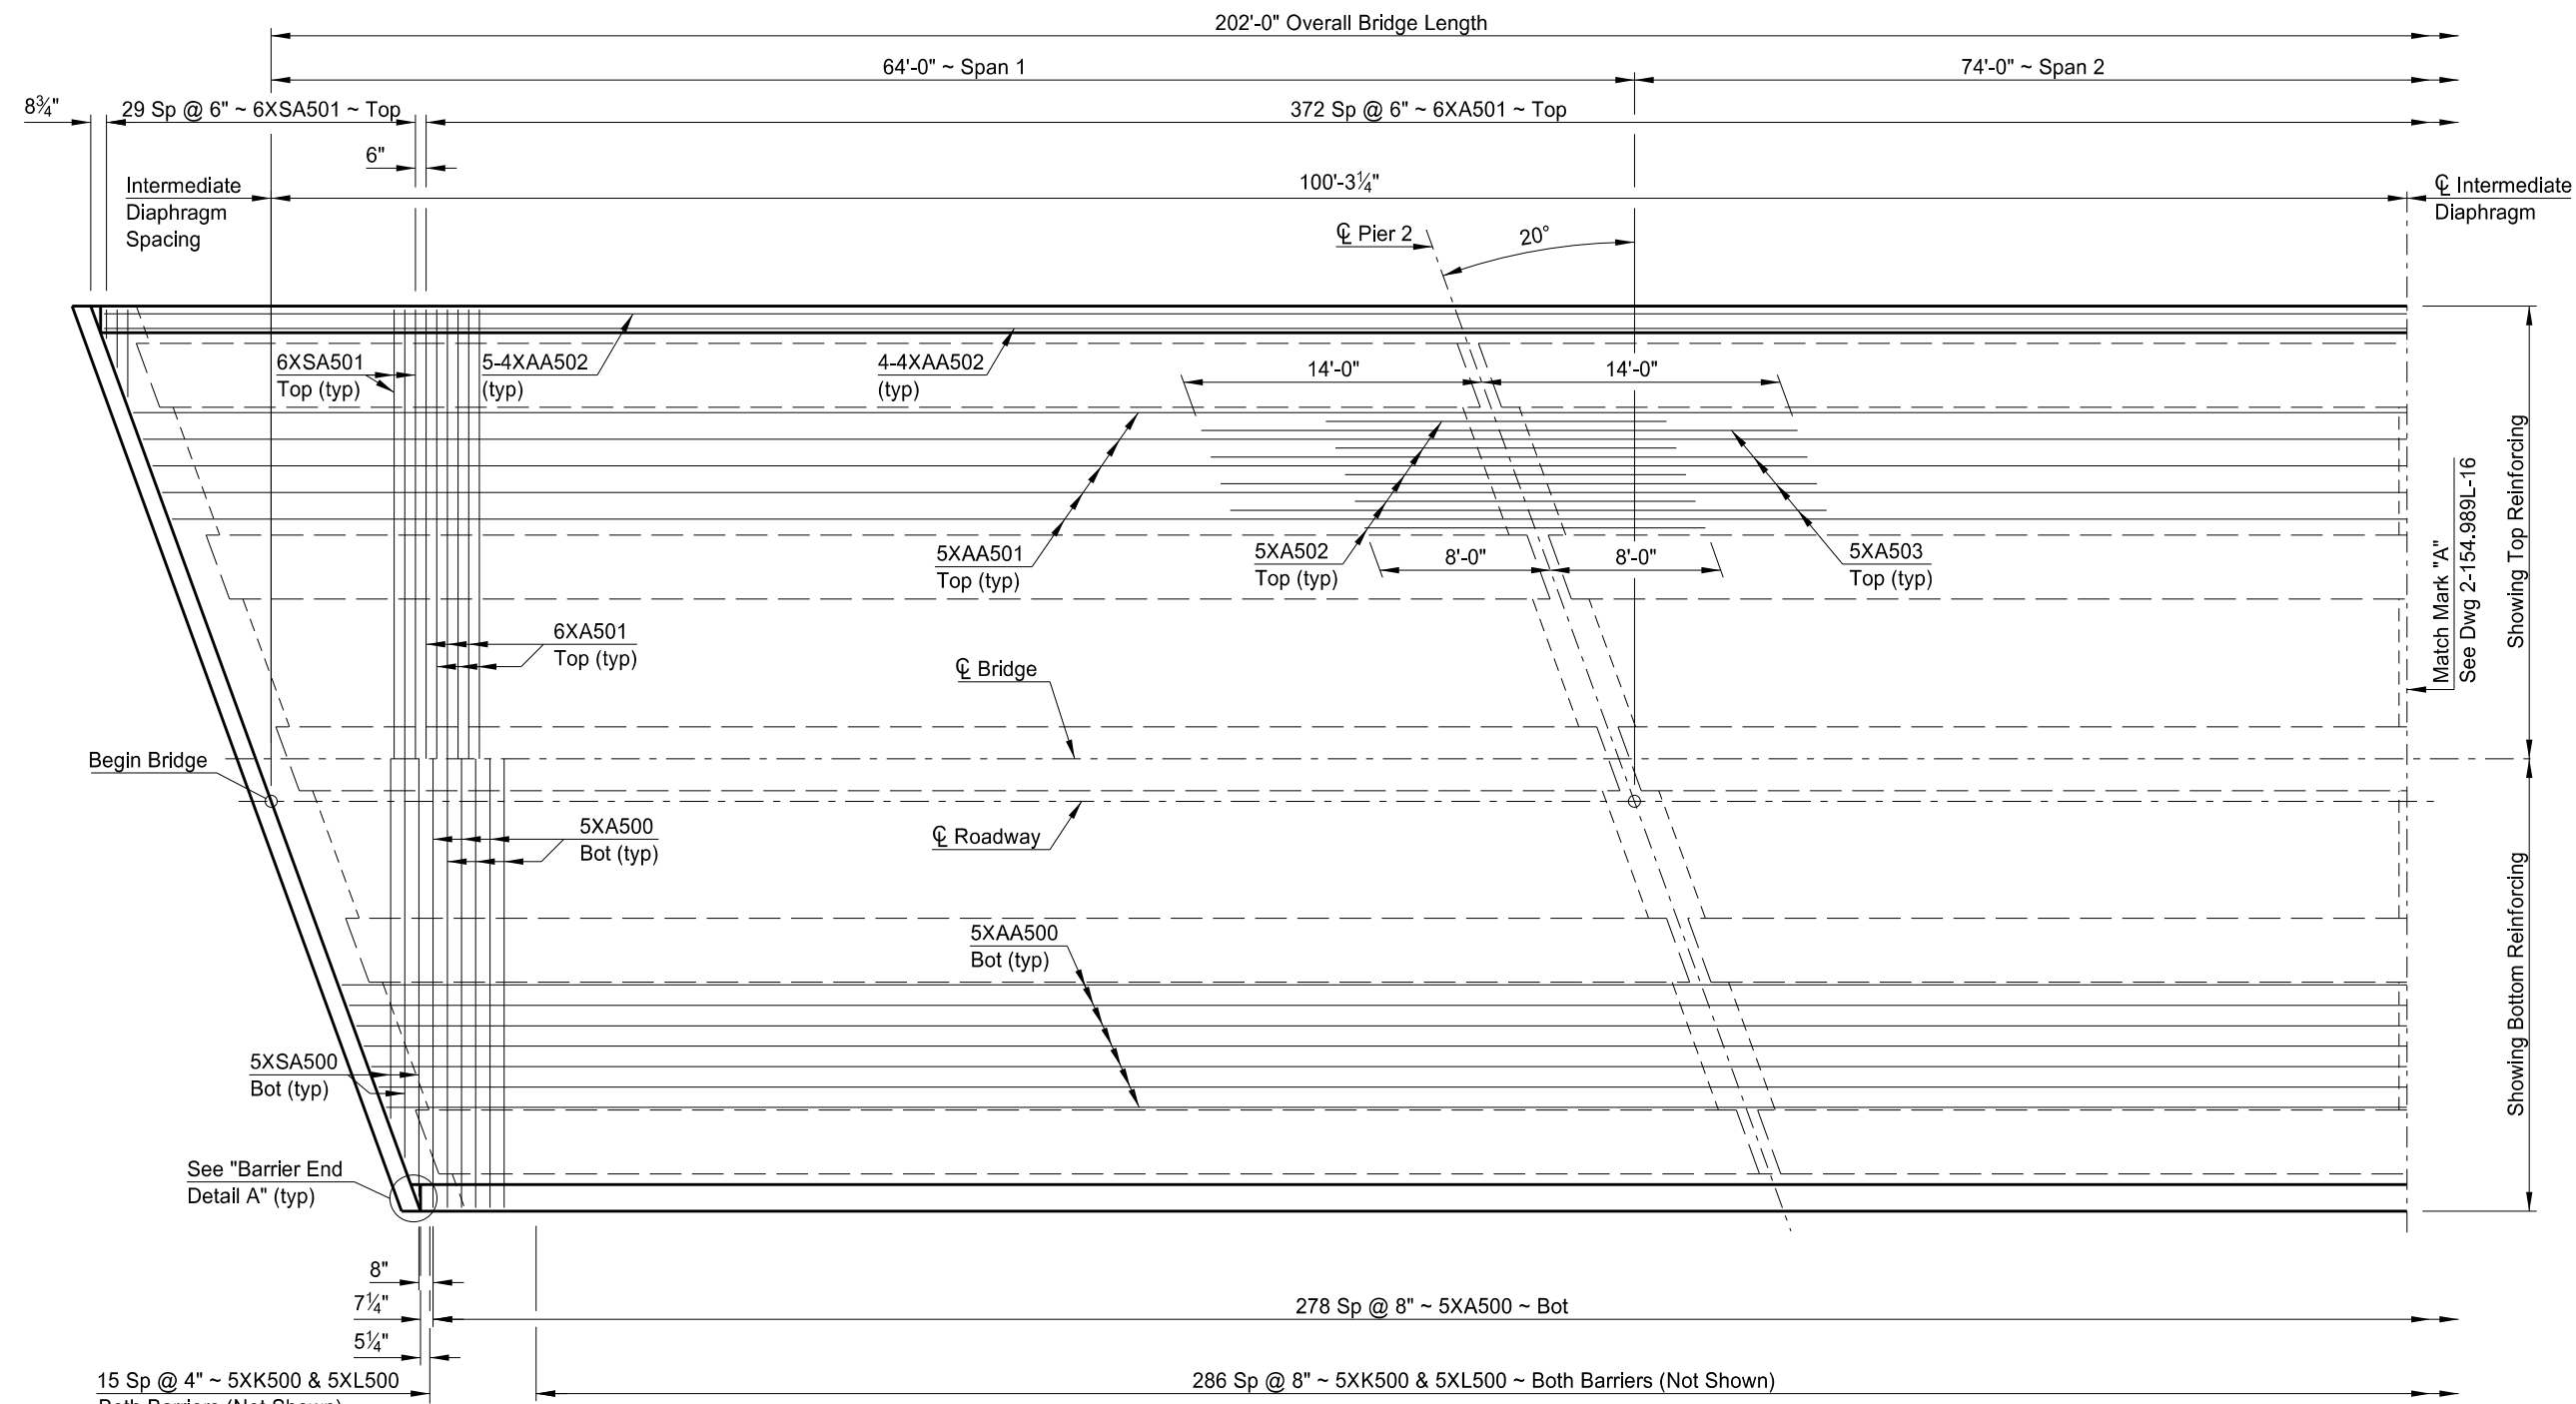 202'-0" Overall Bridge Length
64'-0" ~ Span 1
74'-0" ~ Span 2
8¾"
29 Sp @ 6" ~ 6XSA501 ~ Top
372 Sp @ 6" ~ 6XA501 ~ Top
6"
Intermediate
Diaphragm
Spacing
100'-3¼"
℄ Intermediate
Diaphragm
℄ Pier 2
20°
6XSA501
Top (typ)
5-4XAA502
(typ)
4-4XAA502
(typ)
14'-0"
14'-0"
5XAA501
Top (typ)
5XA502
Top (typ)
8'-0"
8'-0"
5XA503
Top (typ)
Match Mark "A"
See Dwg 2-154.989L-16
Showing Top Reinforcing
6XA501
Top (typ)
℄ Bridge
Begin Bridge
5XA500
Bot (typ)
℄ Roadway
5XAA500
Bot (typ)
Showing Bottom Reinforcing
5XSA500
Bot (typ)
See "Barrier End
Detail A" (typ)
8"
7¼"
278 Sp @ 8" ~ 5XA500 ~ Bot
5¼"
15 Sp @ 4" ~ 5XK500 & 5XL500
Both Barriers (Not Shown)
286 Sp @ 8" ~ 5XK500 & 5XL500 ~ Both Barriers (Not Shown)